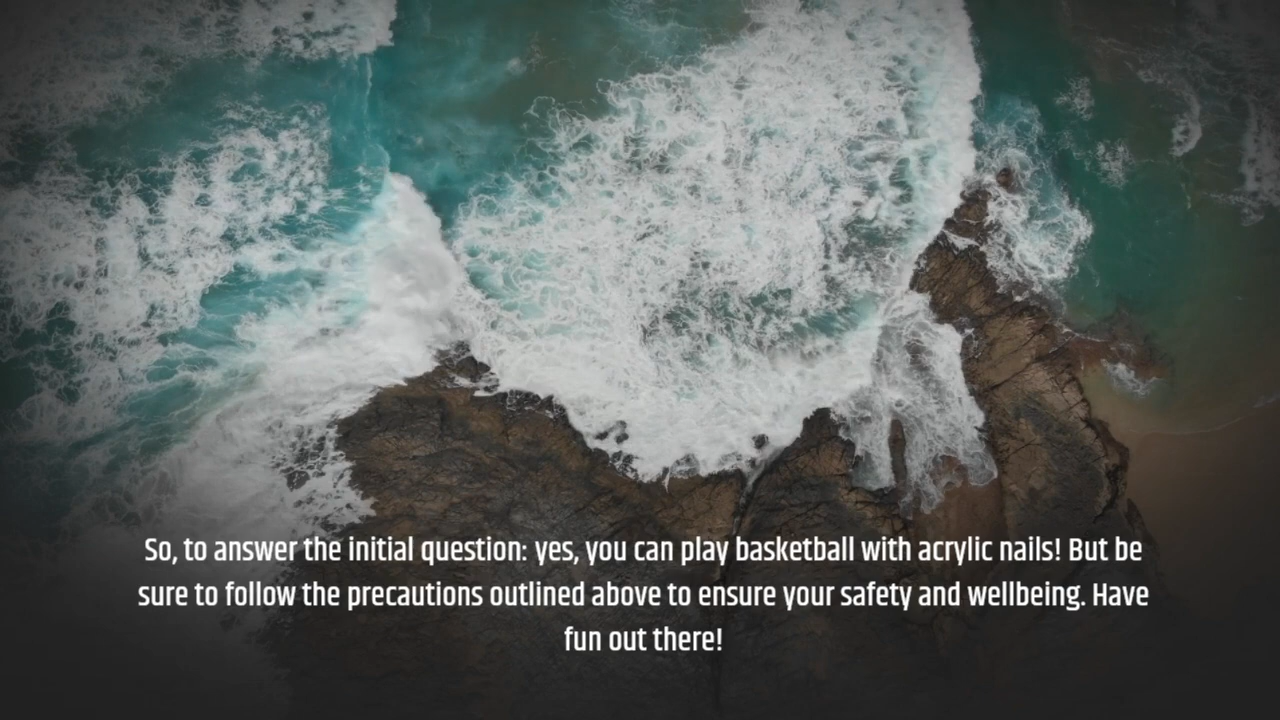 So, to answer the initial question: yes, you can play basketball with acrylic nails! But be
sure to follow the precautions outlined above to ensure your safety and wellbeing. Have
fun out there!